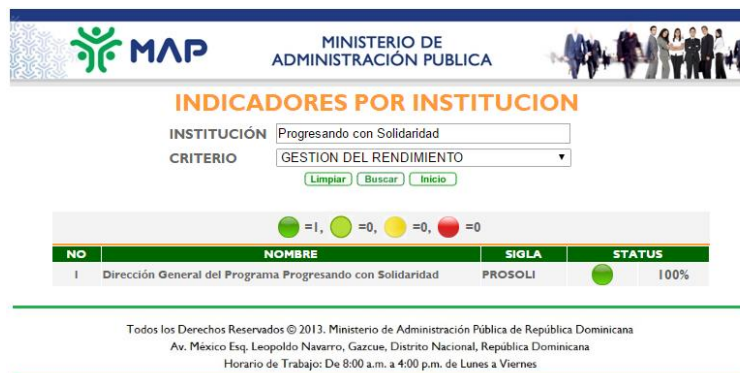 MAP
MINISTERIO DE
ADMINISTRACIÓN PUBLICA
INDICADORES POR INSTITUCION
INSTITUCIÓN Progresando con Solidaridad
CRITERIO GESTION DEL RENDIMIENTO
Limpiar Buscar Inicio
=1, =0, =0, =0
NO NOMBRE SIGLA STATUS
1 Dirección General del Programa Progresando con Solidaridad PROSOLI 100%
Todos los Derechos Reservados © 2013. Ministerio de Administración Pública de República Dominicana
Av. México Esq. Leopoldo Navarro, Gazcue, Distrito Nacional, República Dominicana
Horario de Trabajo: De 8:00 a.m. a 4:00 p.m. de Lunes a Viernes